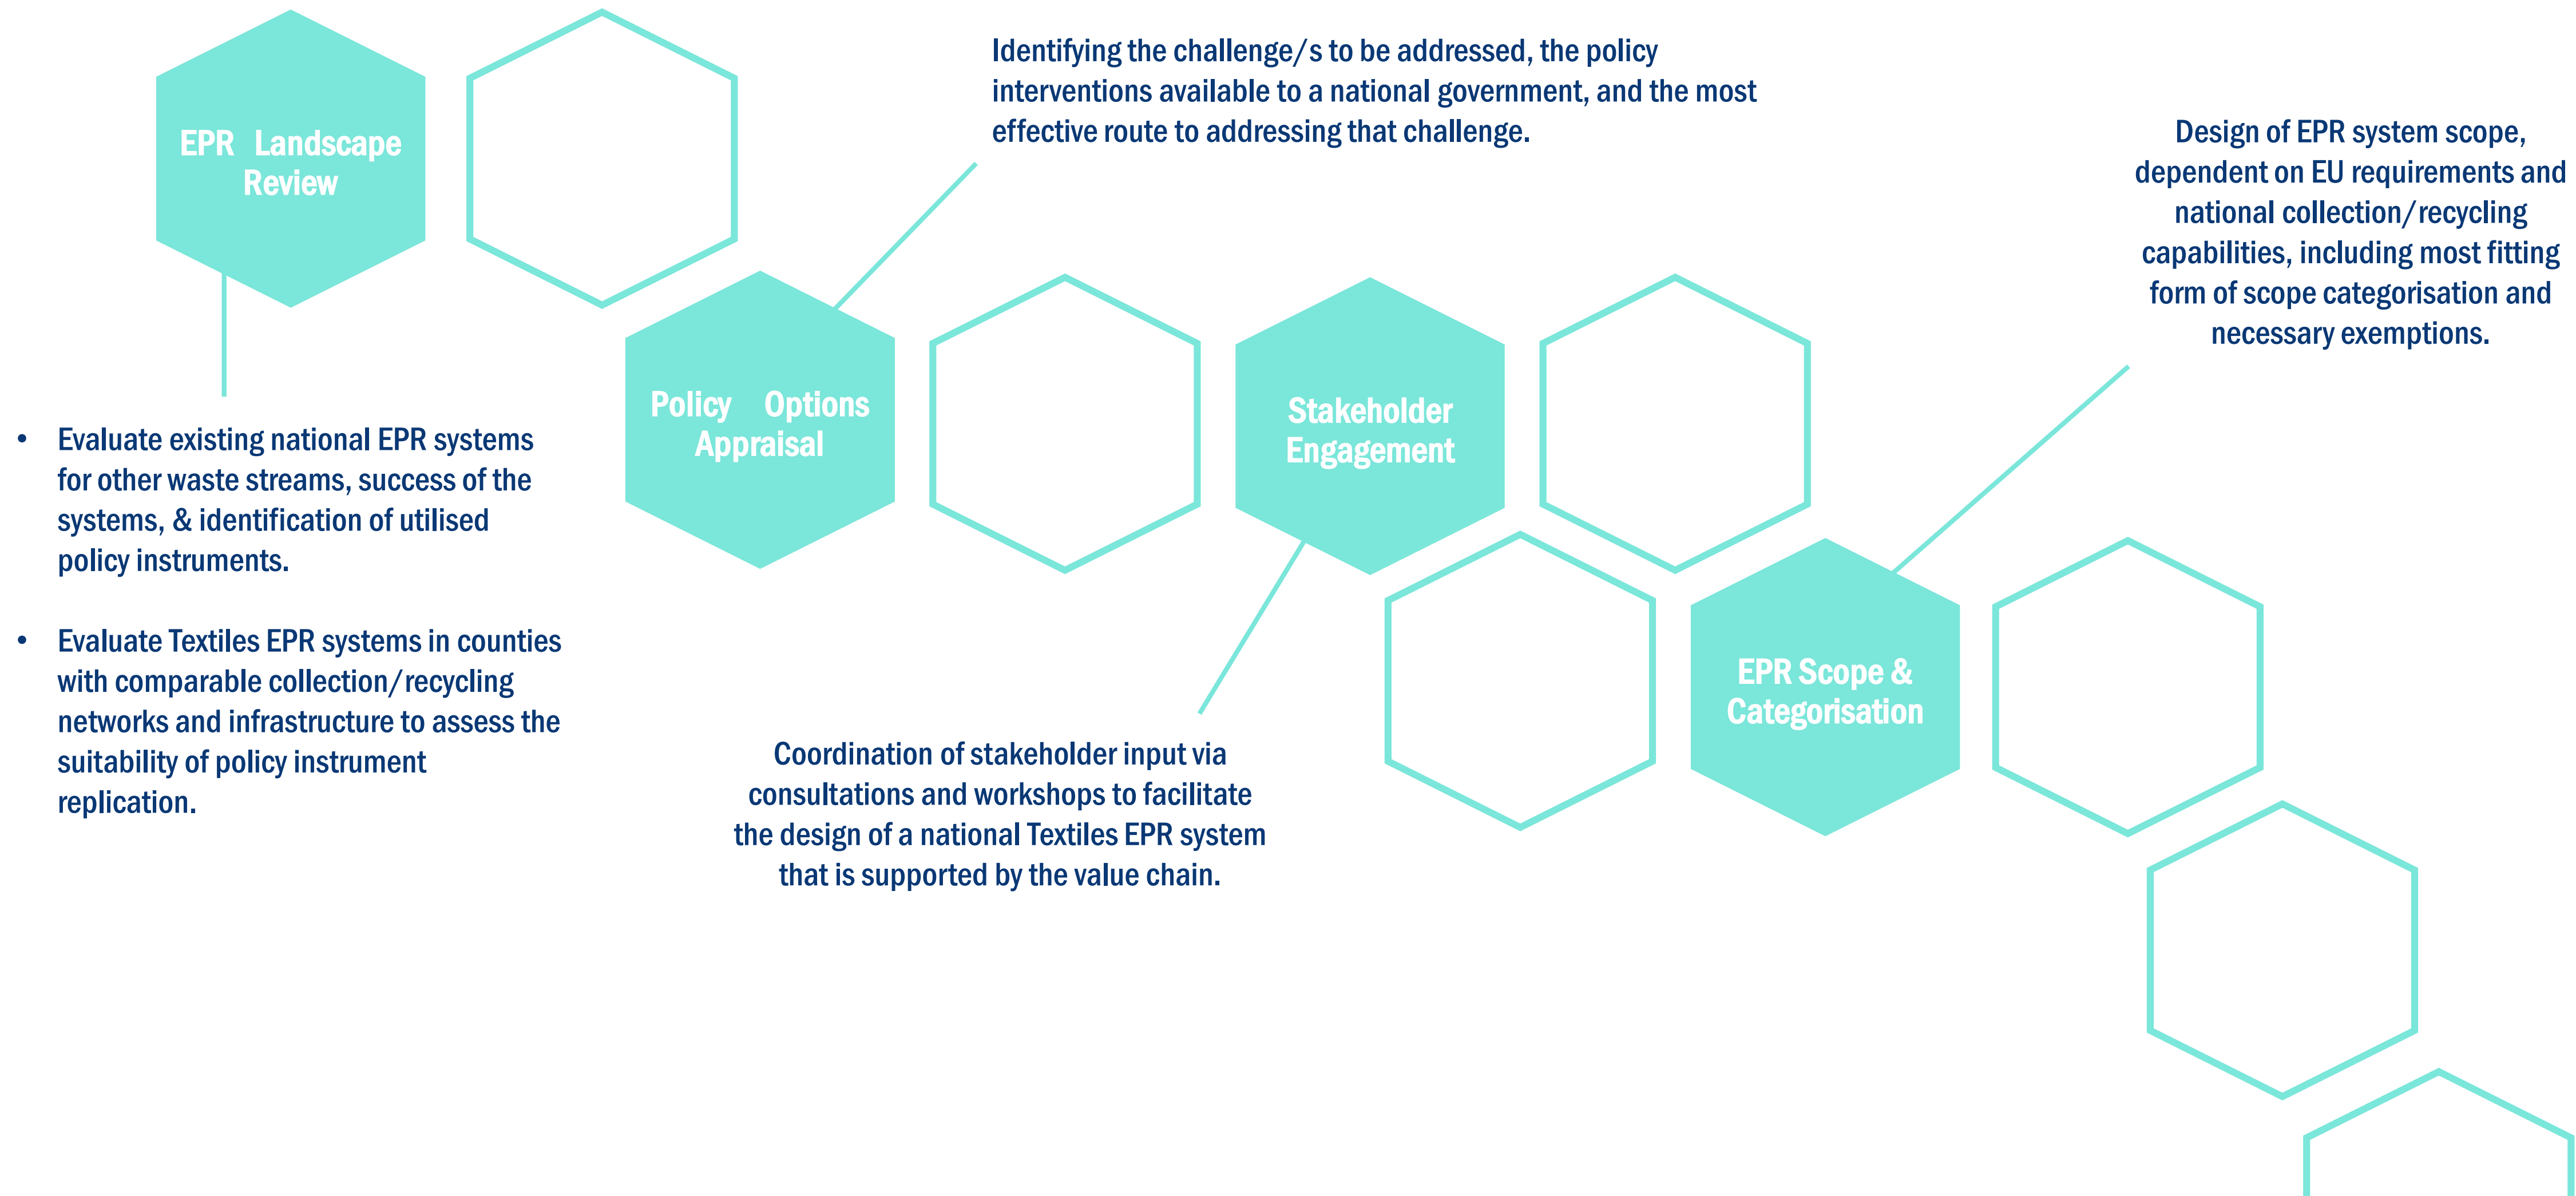 EPR Landscape
Review
• Evaluate existing national EPR systems
for other waste streams, success of the
systems, & identification of utilised
policy instruments.
• Evaluate Textiles EPR systems in counties
with comparable collection/recycling
networks and infrastructure to assess the
suitability of policy instrument
replication.
Identifying the challenge/s to be addressed, the policy
interventions available to a national government, and the most
effective route to addressing that challenge.
Policy Options
Appraisal
Stakeholder
Engagement
Coordination of stakeholder input via
consultations and workshops to facilitate
the design of a national Textiles EPR system
that is supported by the value chain.
Design of EPR system scope,
dependent on EU requirements and
national collection/recycling
capabilities, including most fitting
form of scope categorisation and
necessary exemptions.
EPR Scope &
Categorisation